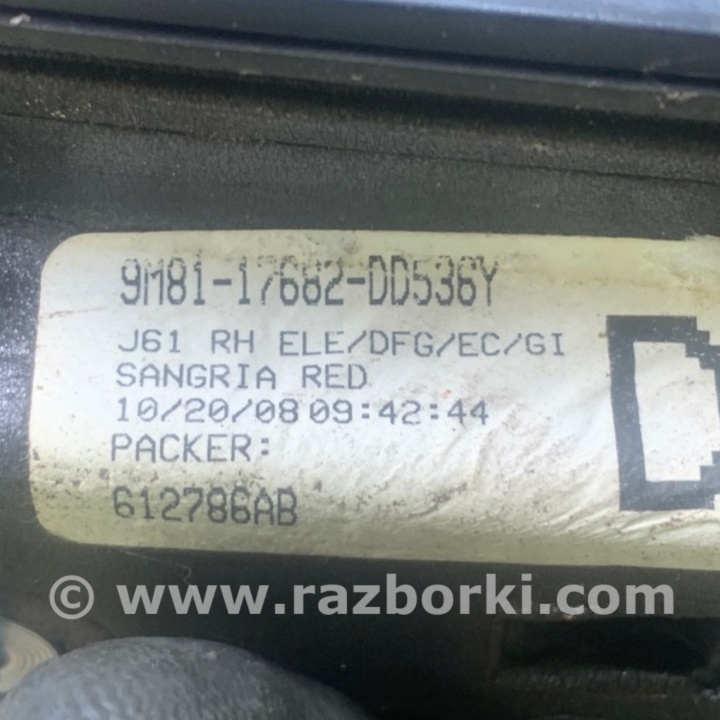 9M81-17682-DD536Y
J61 RH ELE/DFG/EC/GI
SANGRIA RED
10/20/08 09:42:44
PACKER:
612786AB
D
© www.razborki.com